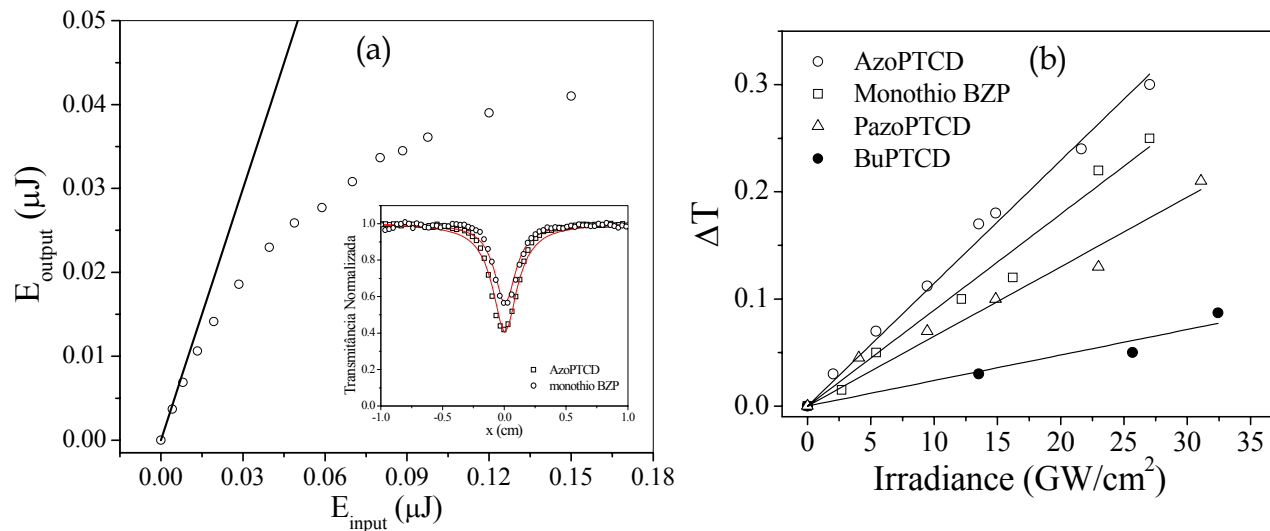 (a)
E_output (μJ)
0.05
0.04
0.03
0.02
0.01
0.00
0.00 0.03 0.06 0.09 0.12 0.15 0.18
E_input (μJ)
Transmitância Normalizada
1.0
0.8
0.6
0.4
0.2
0.0
-1.0 -0.5 0.0 0.5 1.0
x (cm)
AzoPTCD
monothio BZP
(b)
AzoPTCD
Monothio BZP
PazoPTCD
BuPTCD
ΔT
0.3
0.2
0.1
0.0
0 5 10 15 20 25 30 35
Irradiance (GW/cm²)